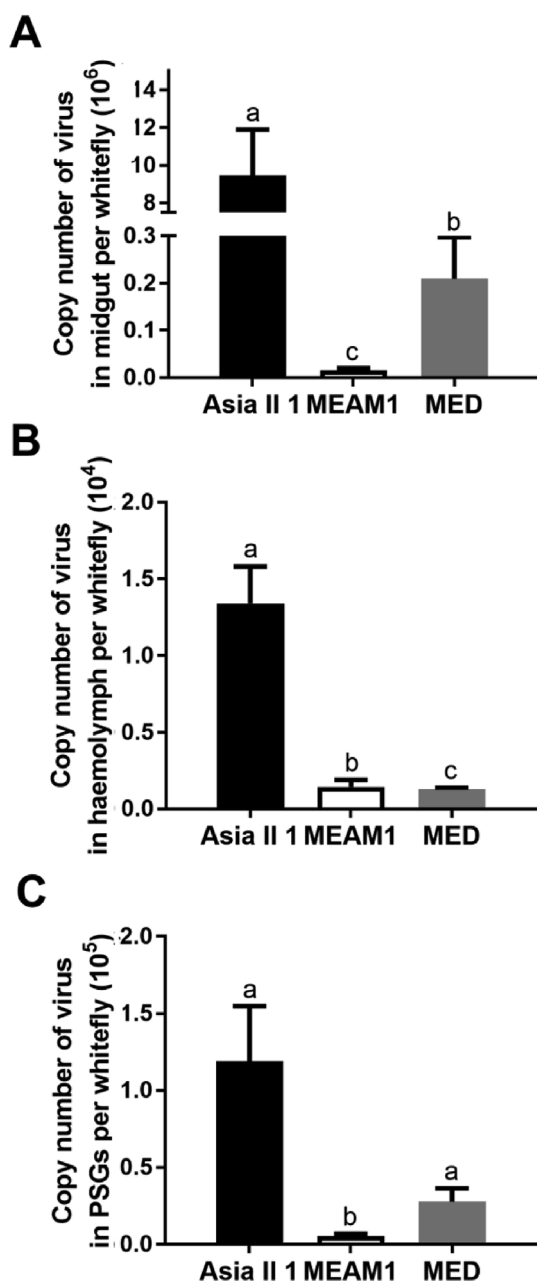 A
Copy number of virus
in midgut per whitefly (10⁶)
14
12
10
8
0.3
0.2
0.1
0.0
a
c
b
Asia II 1 MEAM1 MED
B
Copy number of virus
in haemolymph per whitefly (10⁴)
2.0
1.5
1.0
0.5
0.0
a
b
c
Asia II 1 MEAM1 MED
C
Copy number of virus
in PSGs per whitefly (10⁵)
2.0
1.5
1.0
0.5
0.0
a
b
a
Asia II 1 MEAM1 MED